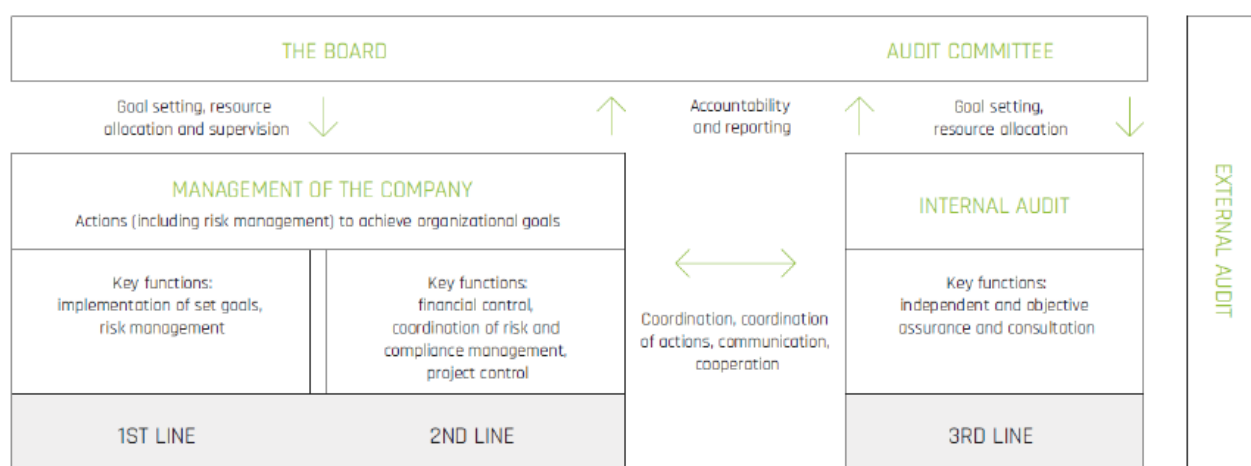 THE BOARD
AUDIT COMMITTEE
Goal setting, resource
allocation and supervision
Accountability
and reporting
Goal setting,
resource allocation
MANAGEMENT OF THE COMPANY
Actions (including risk management) to achieve organizational goals
INTERNAL AUDIT
Key functions:
implementation of set goals,
risk management
Key functions:
financial control,
coordination of risk and
compliance management,
project control
Coordination, coordination
of actions, communication,
cooperation
Key functions:
independent and objective
assurance and consultation
1ST LINE
2ND LINE
3RD LINE
EXTERNAL AUDIT